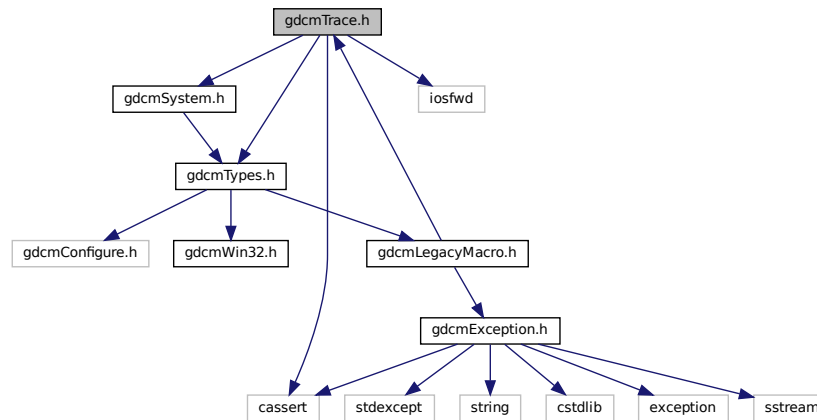 gdcmTrace.h
gdcmSystem.h
iosfwd
gdcmTypes.h
gdcmConfigure.h
gdcmWin32.h
gdcmLegacyMacro.h
gdcmException.h
cassert
stdexcept
string
cstdlib
exception
sstream